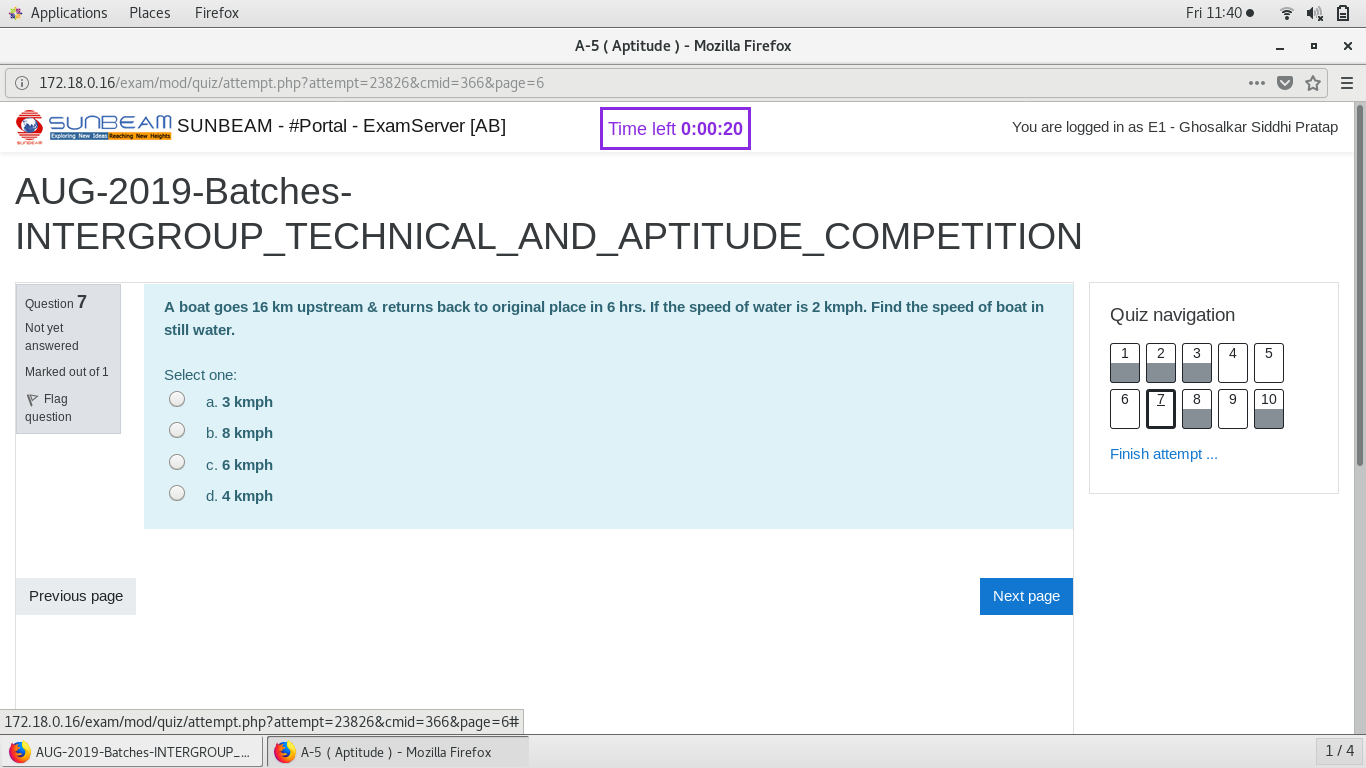 Applications Places Firefox Fri 11:40
A-5 ( Aptitude ) - Mozilla Firefox
172.18.0.16/exam/mod/quiz/attempt.php?attempt=23826&cmid=366&page=6
SUNBEAM
Exploring New Ideas Reaching New Heights
SUNBEAM
SUNBEAM - #Portal - ExamServer [AB]
Time left 0:00:20
You are logged in as E1 - Ghosalkar Siddhi Pratap
AUG-2019-Batches-
INTERGROUP_TECHNICAL_AND_APTITUDE_COMPETITION
Question 7
Not yet
answered
Marked out of 1
Flag
question
A boat goes 16 km upstream & returns back to original place in 6 hrs. If the speed of water is 2 kmph. Find the speed of boat in
still water.
Select one:
a. 3 kmph
b. 8 kmph
c. 6 kmph
d. 4 kmph
Previous page
Next page
Quiz navigation
1 2 3 4 5
6 7 8 9 10
Finish attempt ...
172.18.0.16/exam/mod/quiz/attempt.php?attempt=23826&cmid=366&page=6#
AUG-2019-Batches-INTERGROUP_... A-5 ( Aptitude ) - Mozilla Firefox 1 / 4